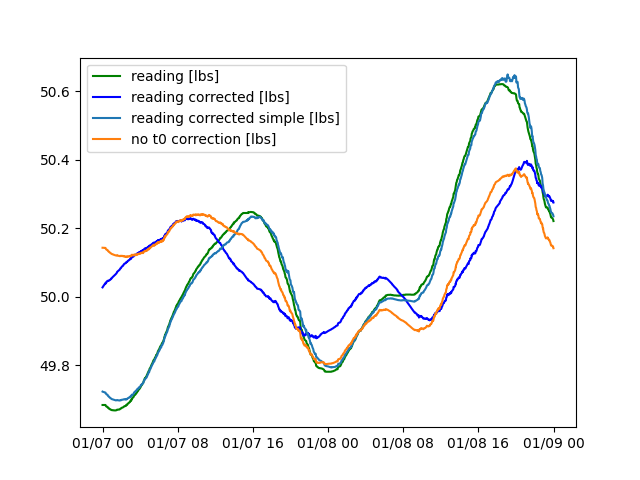 reading [lbs]
reading corrected [lbs]
reading corrected simple [lbs]
no t0 correction [lbs]
50.6
50.4
50.2
50.0
49.8
01/07 00 01/07 08 01/07 16 01/08 00 01/08 08 01/08 16 01/09 00